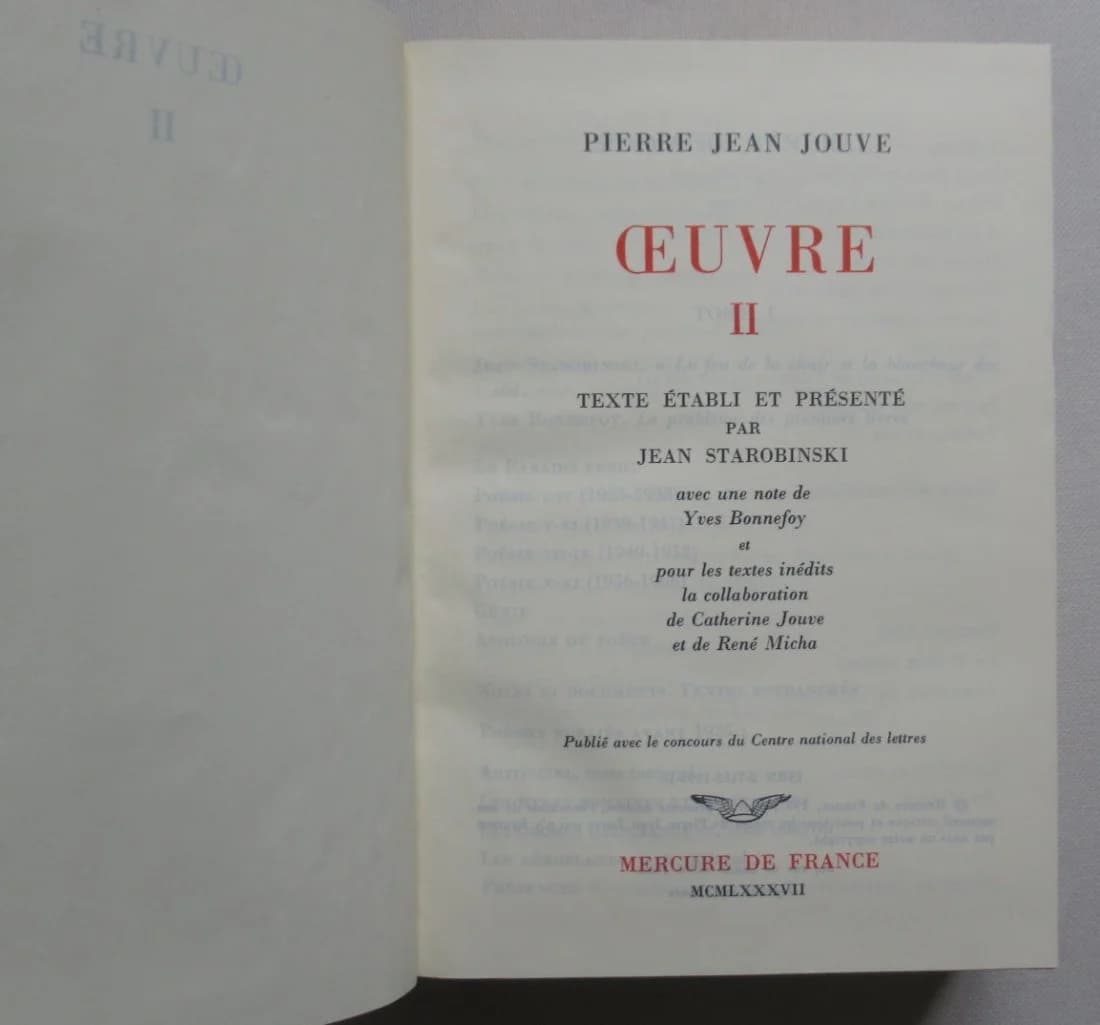 ŒUVRE
II
PIERRE JEAN JOUVE
ŒUVRE
II
TEXTE ÉTABLI ET PRÉSENTÉ
PAR
JEAN STAROBINSKI
avec une note de
Yves Bonnefoy
et
pour les textes inédits
la collaboration
de Catherine Jouve
et de René Micha
Publié avec le concours du Centre national des lettres
MERCURE DE FRANCE
MCMLXXXVII